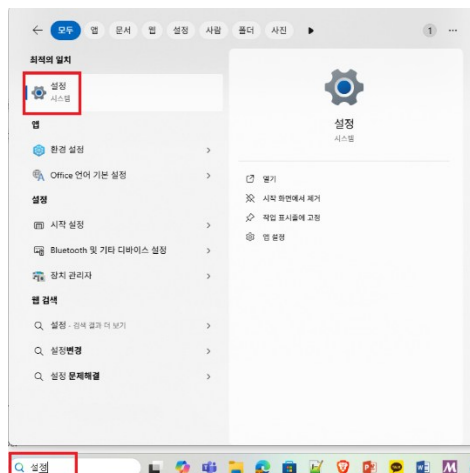 모두 앱 문서 웹 설정 사람 폴더 사진 1
최적의 일치
설정
시스템
앱
환경 설정
Office 언어 기본 설정
설정
시작 설정
Bluetooth 및 기타 디바이스 설정
장치 관리자
웹 검색
설정 - 검색 결과 더 보기
설정변경
설정 문제해결
설정
시스템
열기
시작 화면에서 제거
작업 표시줄에 고정
앱 설정
설정